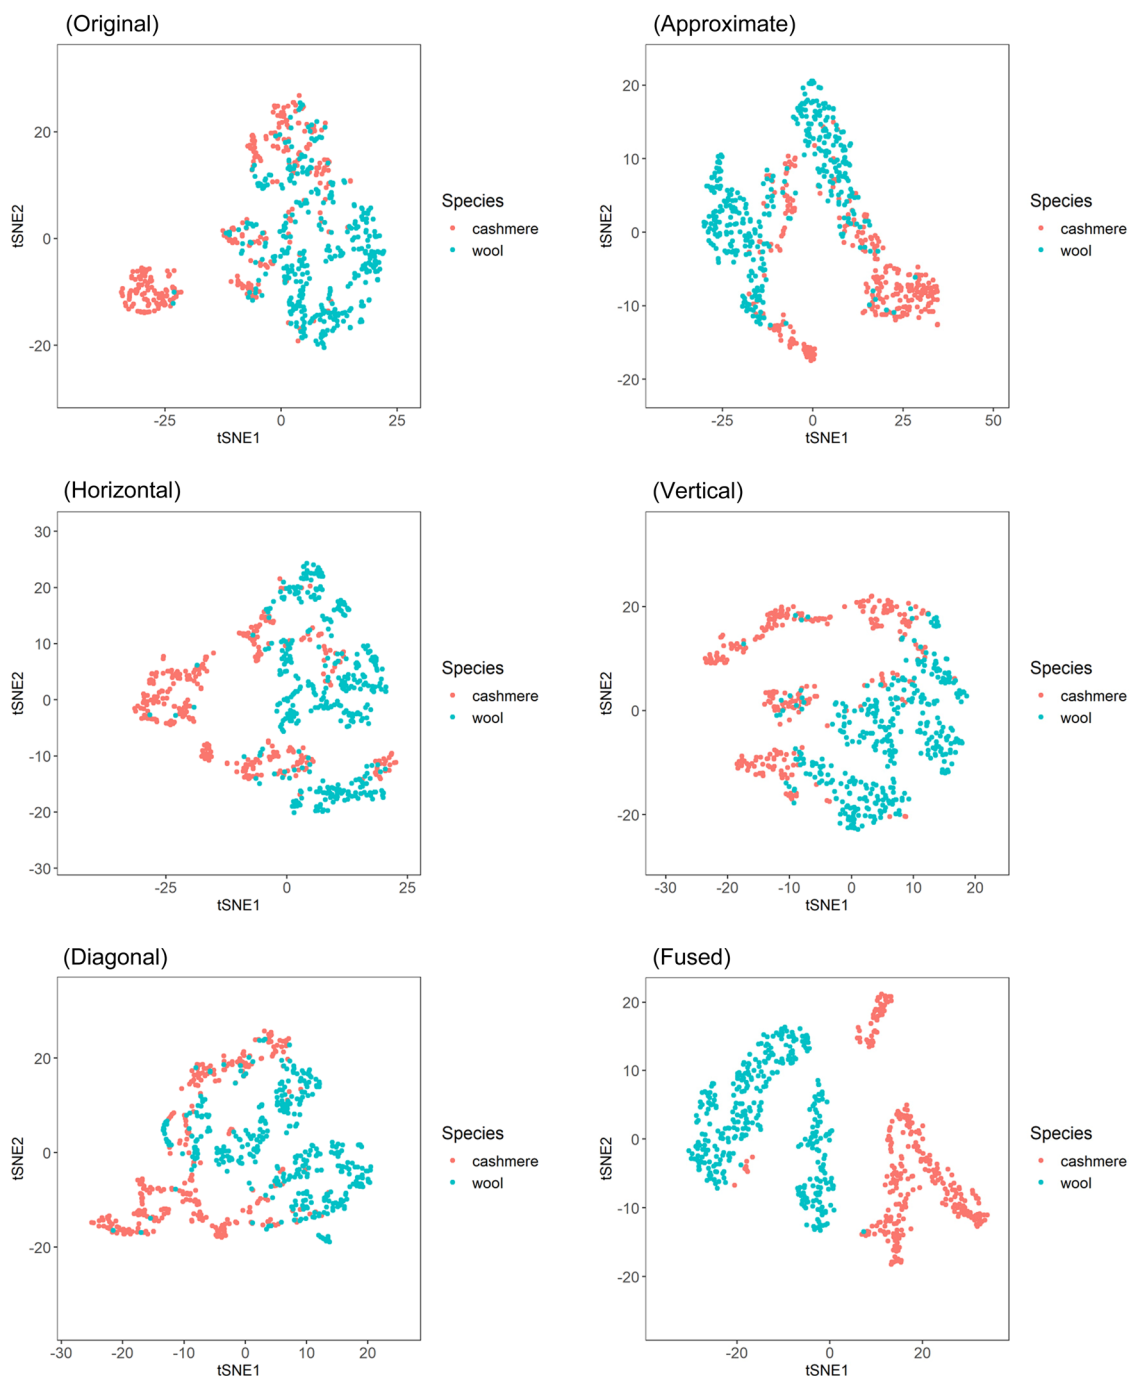 (Original)
20
0
-20
tSNE2
-25
0
25
tSNE1
Species
cashmere
wool
(Approximate)
20
10
0
-10
-20
tSNE2
-25
0
25
50
tSNE1
Species
cashmere
wool
(Horizontal)
30
20
10
0
-10
-20
-30
tSNE2
-25
0
25
tSNE1
Species
cashmere
wool
(Vertical)
20
0
-20
tSNE2
-30
-20
-10
0
10
20
tSNE1
Species
cashmere
wool
(Diagonal)
20
0
-20
tSNE2
-30
-20
-10
0
10
20
tSNE1
Species
cashmere
wool
(Fused)
20
10
0
-10
-20
tSNE2
-20
0
20
tSNE1
Species
cashmere
wool